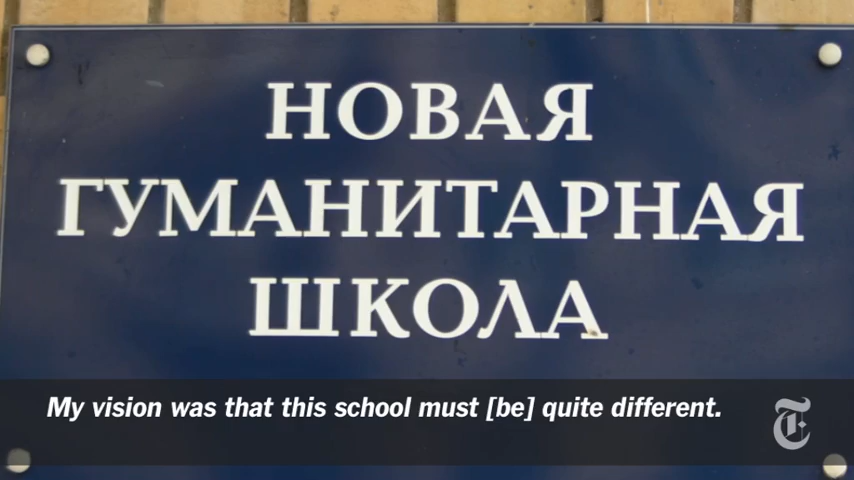 НОВАЯ
ГУМАНИТАРНАЯ
ШКОЛА
My vision was that this school must [be] quite different.
T